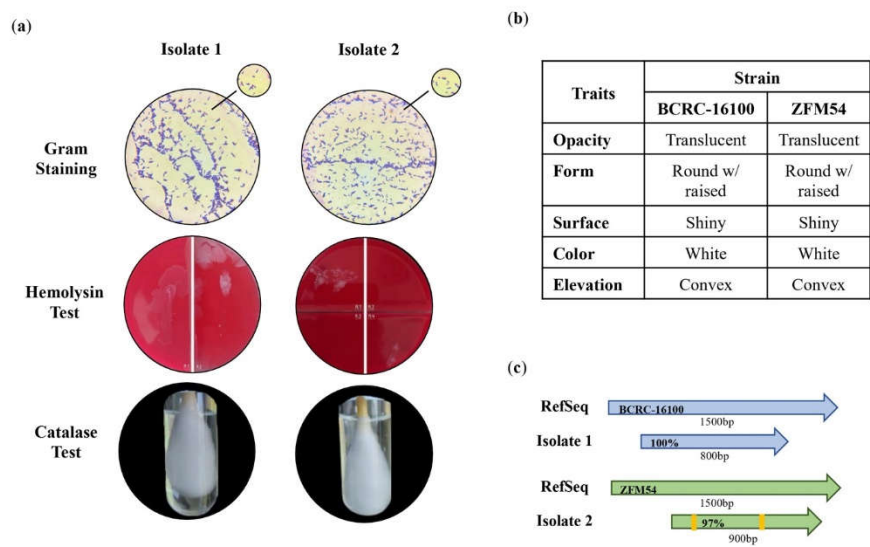 (a)
Isolate 1
Isolate 2
Gram
Staining
Hemolysin
Test
Catalase
Test
(b)
Traits
Strain
BCRC-16100
ZFM54
Opacity
Translucent
Translucent
Form
Round w/
raised
Round w/
raised
Surface
Shiny
Shiny
Color
White
White
Elevation
Convex
Convex
(c)
RefSeq
BCRC-16100
1500bp
Isolate 1
100%
800bp
RefSeq
ZFM54
1500bp
Isolate 2
97%
900bp